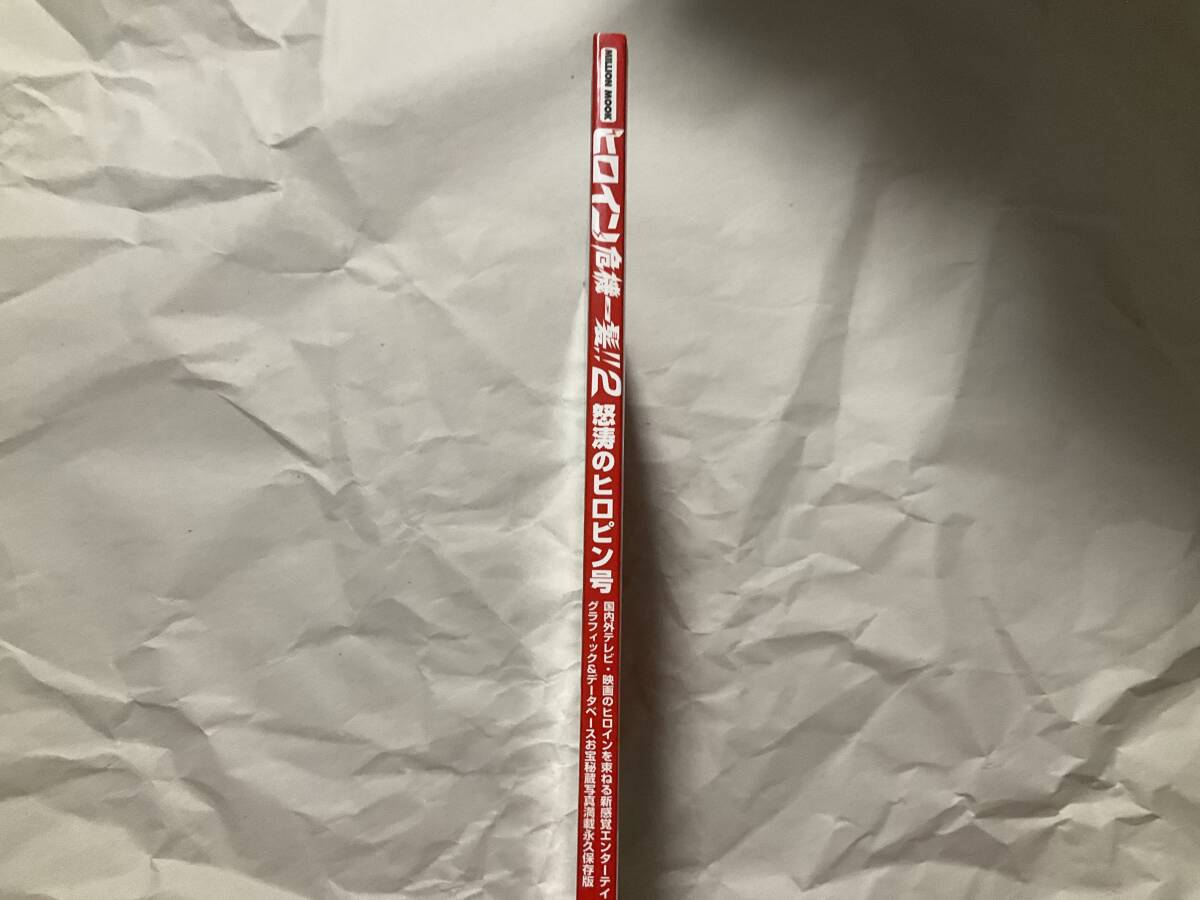 MILLION MOOK
ヒロイン危機一髪!!2
怒涛のヒロピン号
国内外テレビ・映画のヒロインを束ねる新感覚エンターテイ
グラフィック&データベースお宝秘蔵写真満載永久保存版